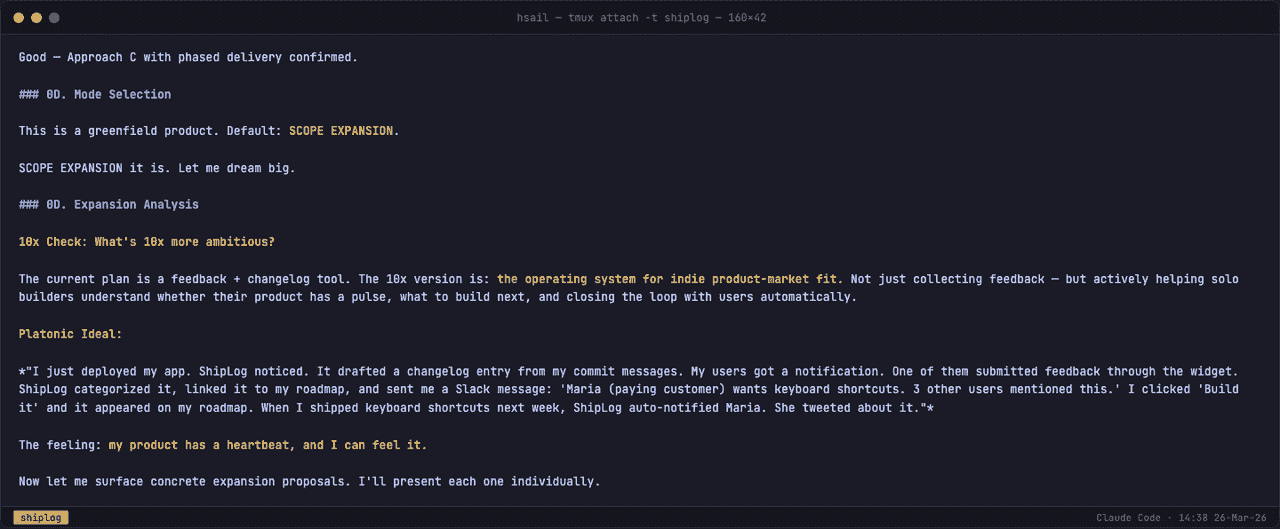 hsail — tmux attach -t shiplog — 160×42
Good — Approach C with phased delivery confirmed.
### 0D. Mode Selection
This is a greenfield product. Default: SCOPE EXPANSION.
SCOPE EXPANSION it is. Let me dream big.
### 0D. Expansion Analysis
10x Check: What's 10x more ambitious?
The current plan is a feedback + changelog tool. The 10x version is: the operating system for indie product-market fit. Not just collecting feedback — but actively helping solo
builders understand whether their product has a pulse, what to build next, and closing the loop with users automatically.
Platonic Ideal:
*"I just deployed my app. ShipLog noticed. It drafted a changelog entry from my commit messages. My users got a notification. One of them submitted feedback through the widget.
ShipLog categorized it, linked it to my roadmap, and sent me a Slack message: 'Maria (paying customer) wants keyboard shortcuts. 3 other users mentioned this.' I clicked 'Build
it' and it appeared on my roadmap. When I shipped keyboard shortcuts next week, ShipLog auto-notified Maria. She tweeted about it."*
The feeling: my product has a heartbeat, and I can feel it.
Now let me surface concrete expansion proposals. I'll present each one individually.
shiplog
Claude Code · 14:38 26-Mar-26